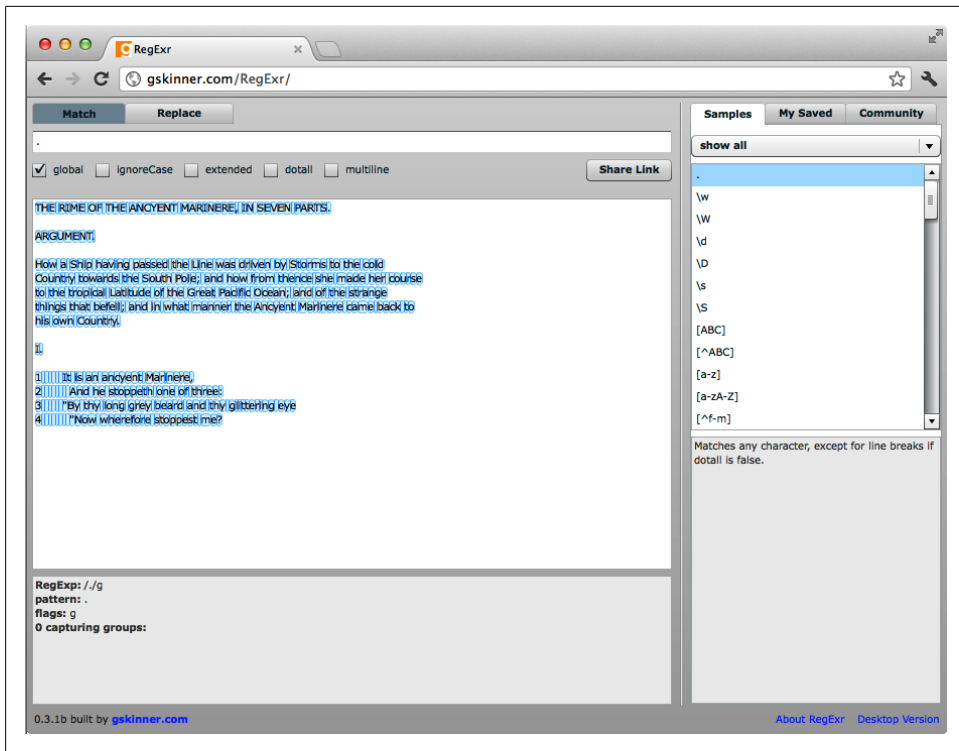 RegExr
gskinner.com/RegExr/
Match Replace
.
global ignoreCase extended dotall multiline Share Link
THE RIME OF THE ANCYENT MARINERE, IN SEVEN PARTS.
ARGUMENT.
How a Ship having passed the Line was driven by Storms to the cold
Country towards the South Pole; and how from thence she made her course
to the tropical Latitude of the Great Pacific Ocean; and of the strange
things that befell; and in what manner the Ancyent Marinere came back to
his own Country.
I.
1 It is an ancyent Marinere,
2 And he stoppeth one of three:
3 "By thy long grey beard and thy glittering eye
4 "Now wherefore stoppest me?
RegExp: /./g
pattern: .
flags: g
0 capturing groups:
Samples My Saved Community
show all
.
\w
\W
\d
\D
\s
\S
[ABC]
[^ABC]
[a-z]
[a-zA-Z]
[^f-m]
Matches any character, except for line breaks if
dotall is false.
0.3.1b built by gskinner.com
About RegExr Desktop Version